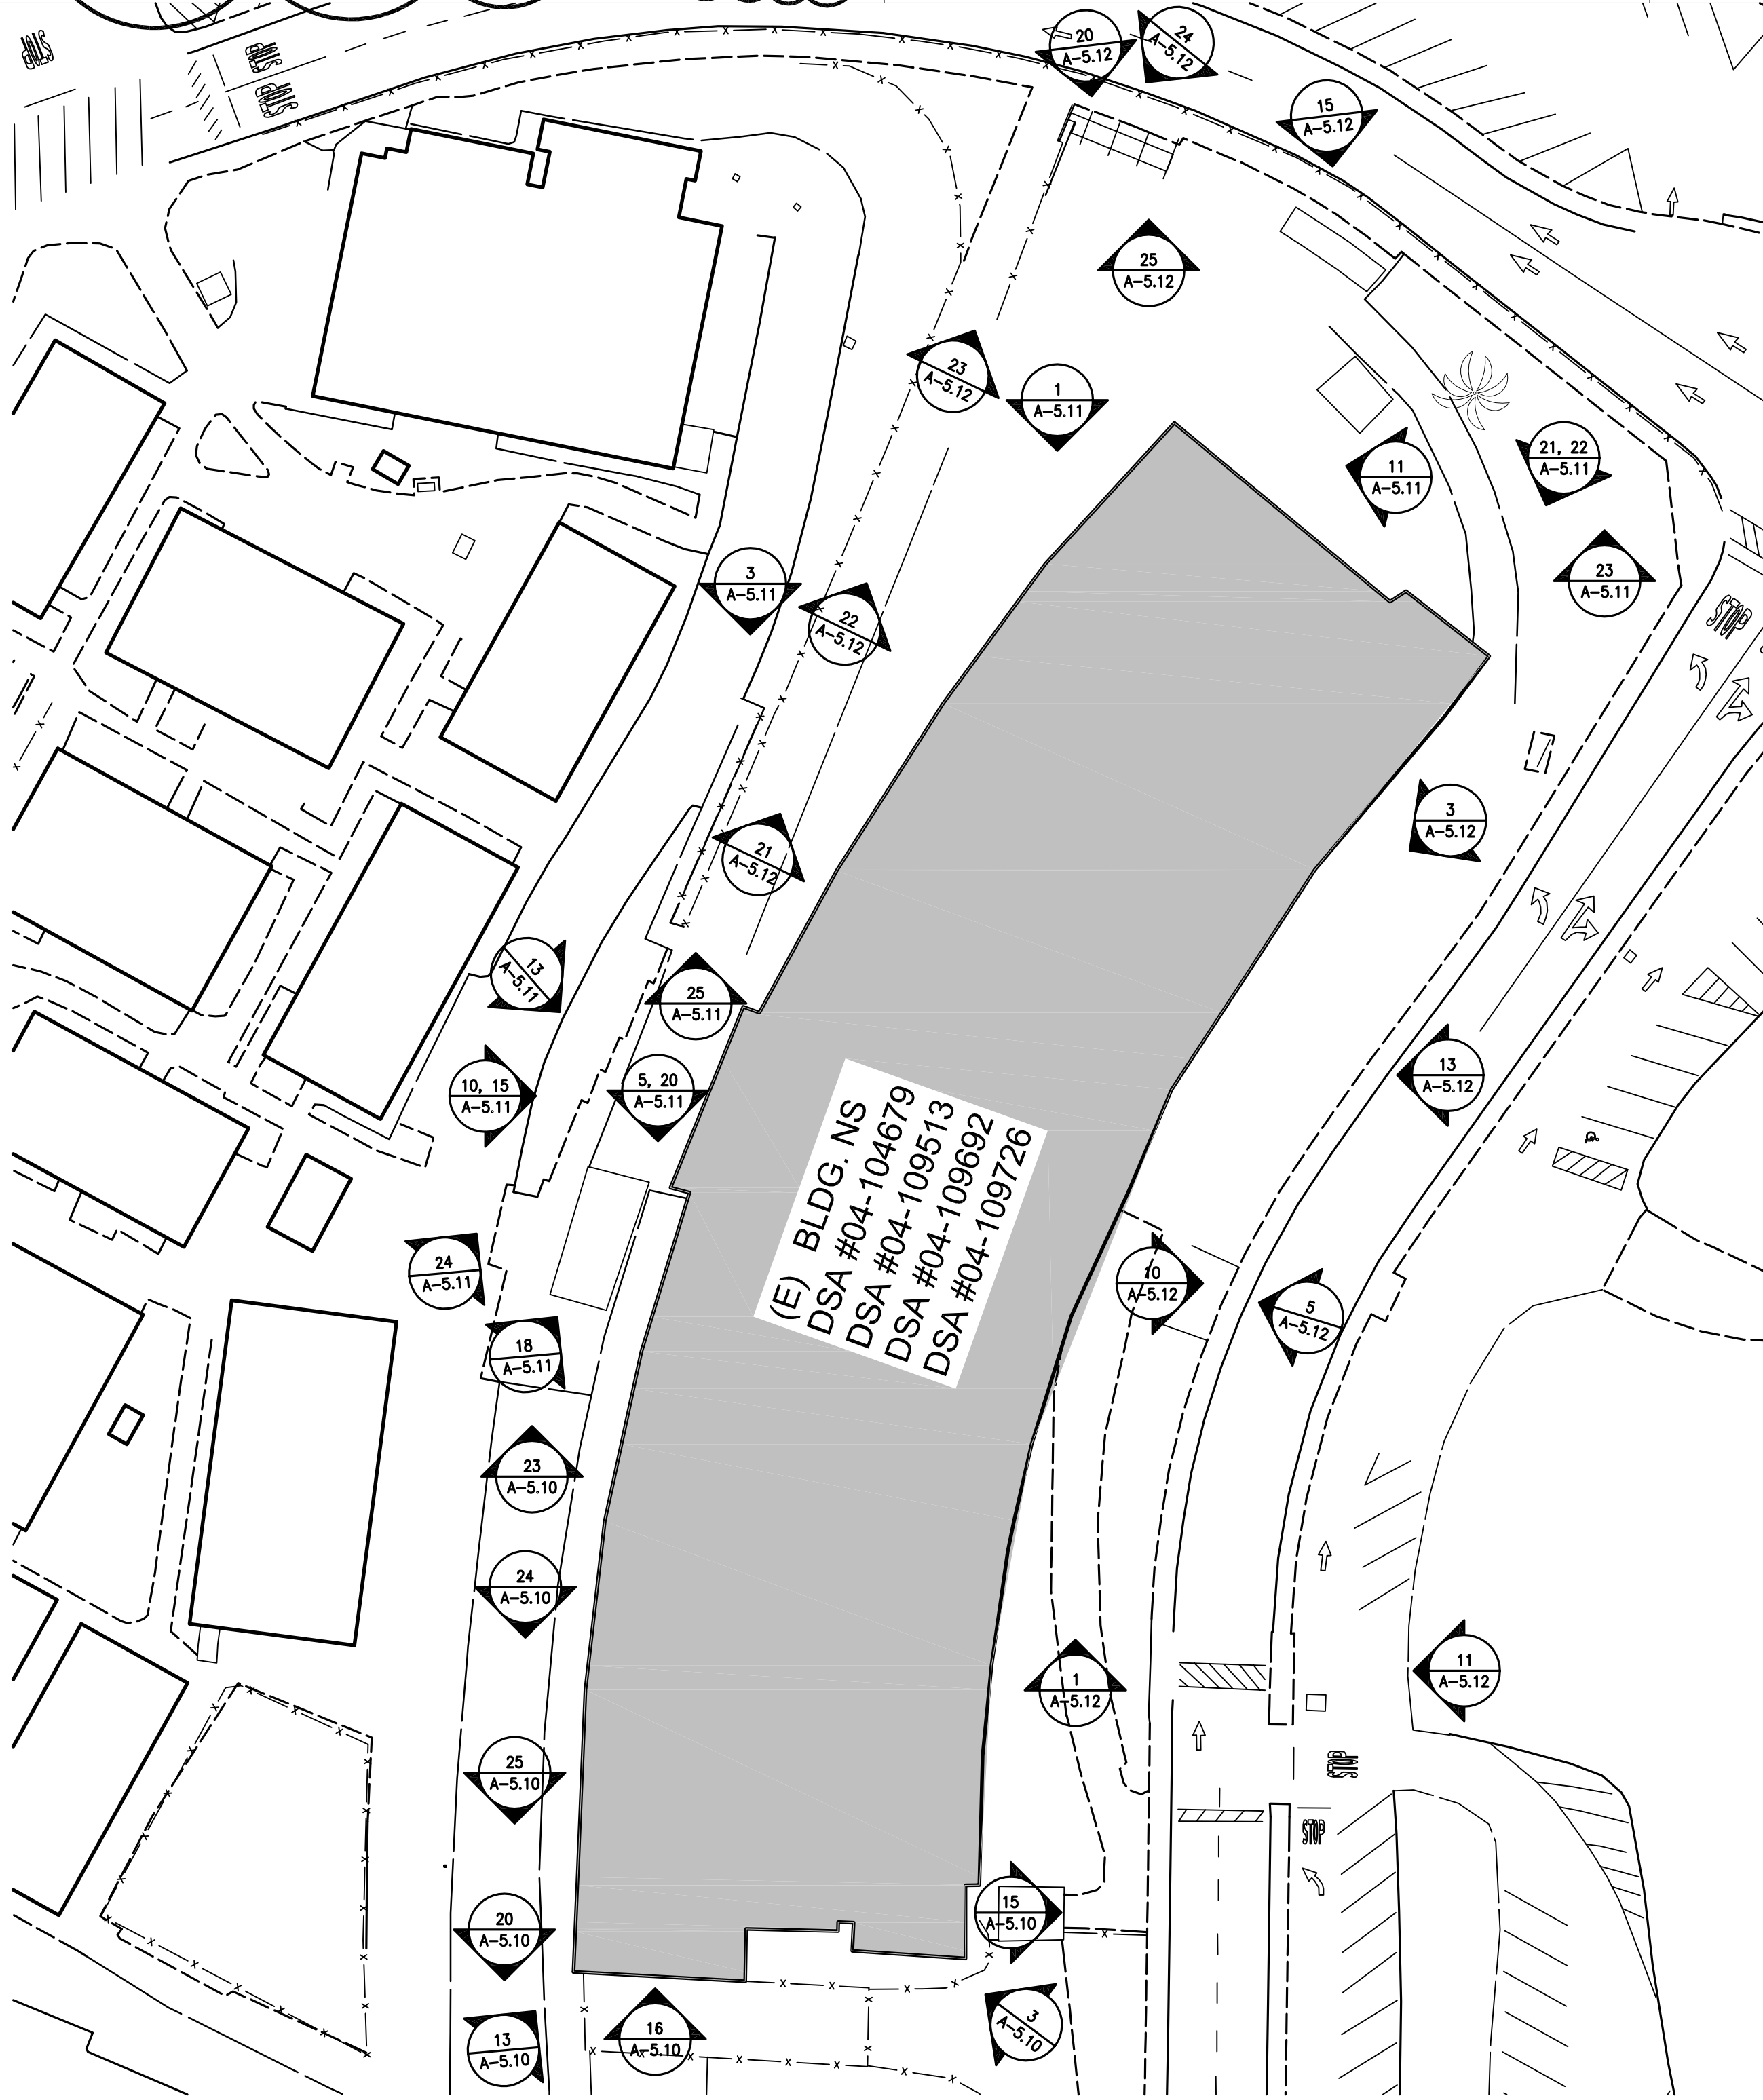 STOP
STOP
STOP
20
A-5.12
24
A-5.12
15
A-5.12
25
A-5.12
23
A-5.12
1
A-5.11
11
A-5.11
21, 22
A-5.11
23
A-5.11
3
A-5.11
22
A-5.12
STOP
3
A-5.12
21
A-5.12
13
A-5.11
25
A-5.11
10, 15
A-5.11
5, 20
A-5.11
13
A-5.12
(E) BLDG. NS
DSA #04-104679
DSA #04-109513
DSA #04-109692
DSA #04-109726
24
A-5.11
10
A-5.12
5
A-5.12
18
A-5.11
23
A-5.10
24
A-5.10
1
A-5.12
11
A-5.12
25
A-5.10
STOP
STOP
20
A-5.10
15
A-5.10
13
A-5.10
16
A-5.10
3
A-5.10